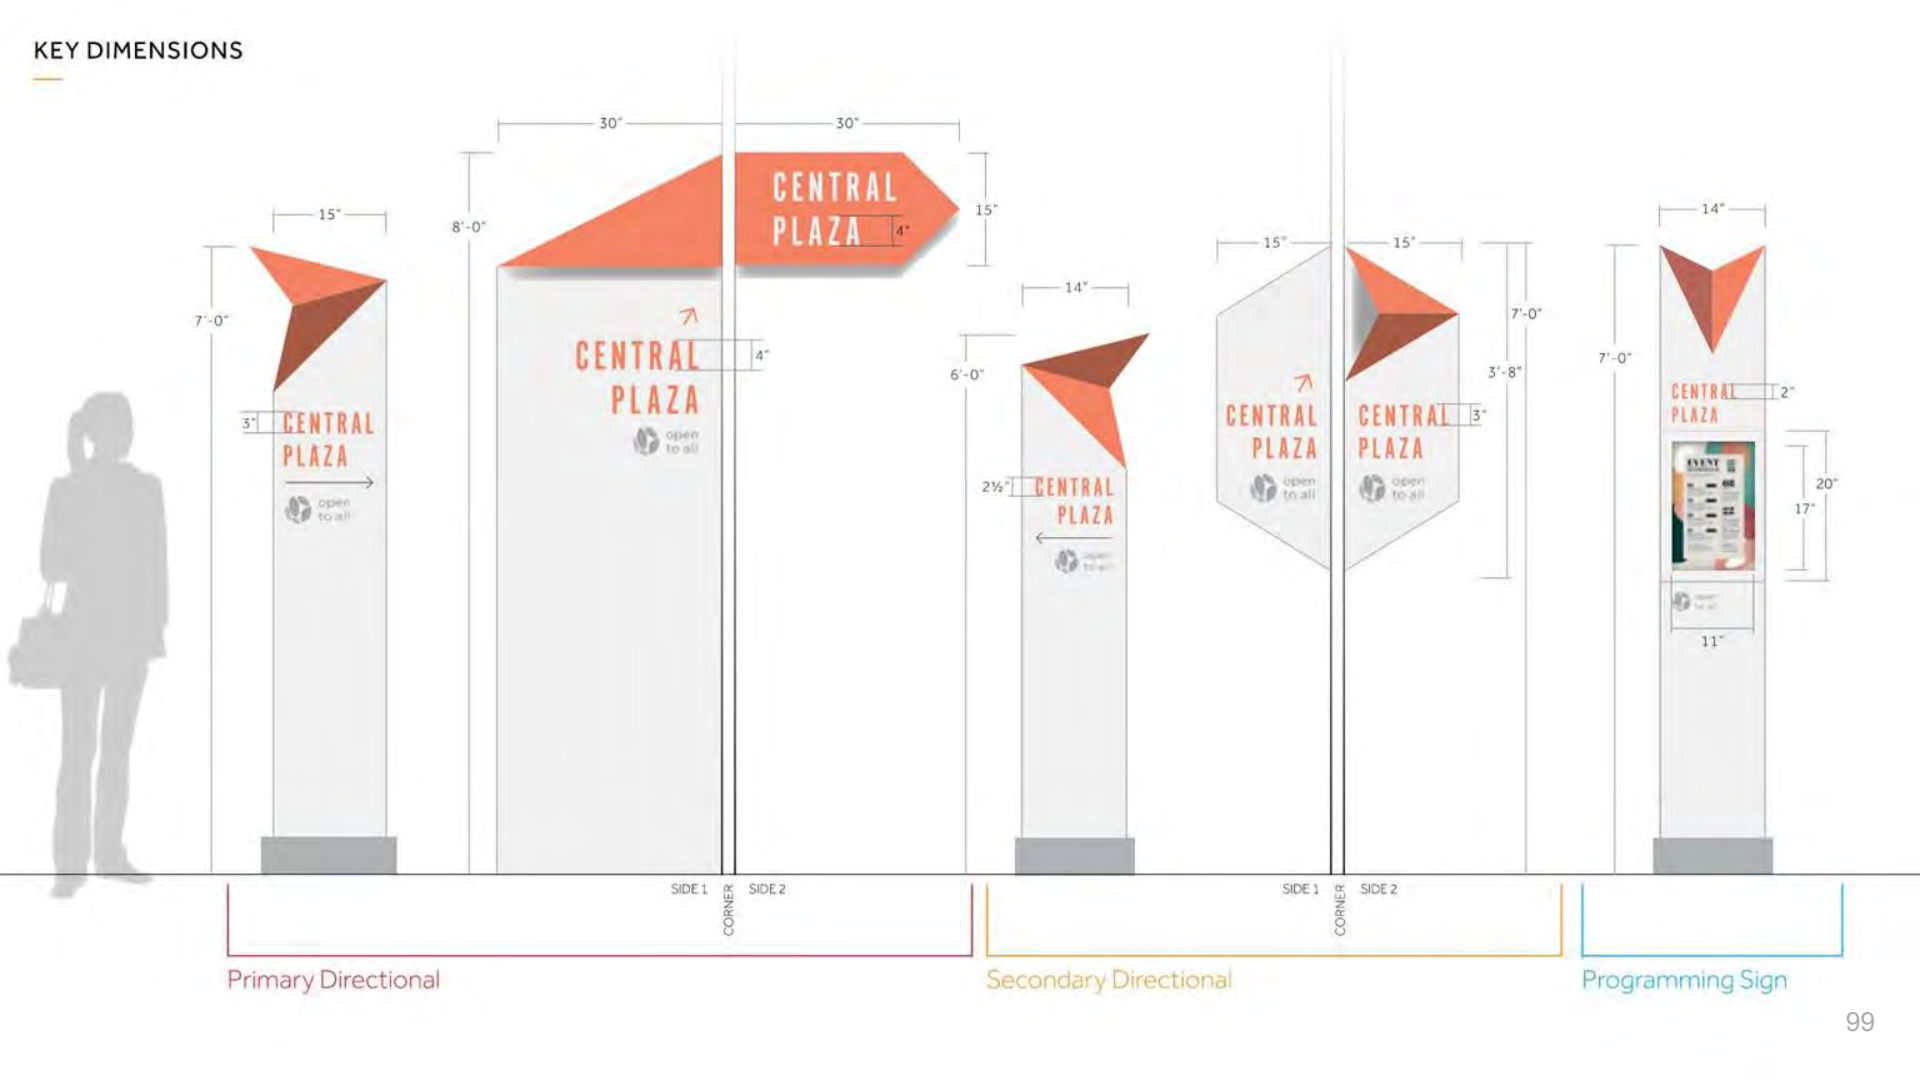 KEY DIMENSIONS
30"
30"
CENTRAL
PLAZA
4"
15"
8'-0"
15"
7'-0"
3"
CENTRAL
PLAZA
open
to all
CENTRAL
PLAZA
4"
open
to all
14"
6'-0"
2½"
CENTRAL
PLAZA
open
to all
15"
15"
7'-0"
3'-8"
CENTRAL
PLAZA
open
to all
CENTRAL
PLAZA
3"
open
to all
14"
7'-0"
CENTRAL
PLAZA
2"
EVENT
20"
17"
11"
SIDE 1
CORNER
SIDE 2
SIDE 1
CORNER
SIDE 2
Primary Directional
Secondary Directional
Programming Sign
99